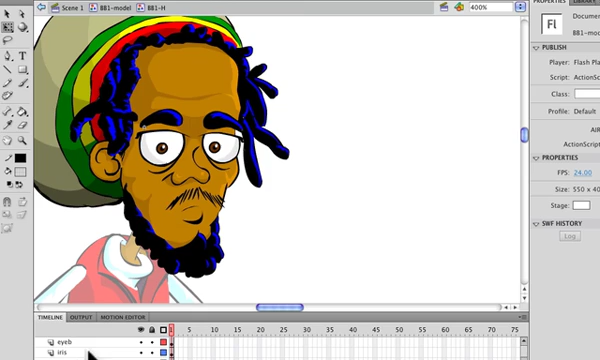 Scene 1 BB1-model BB1-H 400%
PROPERTIES LIBRARY
Fl Documen
BB1-mod
PUBLISH
Player: Flash Pla
Script: ActionScrip
Class:
Profile: Default
AIR
ActionScript
PROPERTIES
FPS: 24.00
Size: 550 x 40
Stage:
SWF HISTORY
Log
TIMELINE OUTPUT MOTION EDITOR
1 5 10 15 20 25 30 35 40 45 50 55 60 65 70 75
eyeb
iris